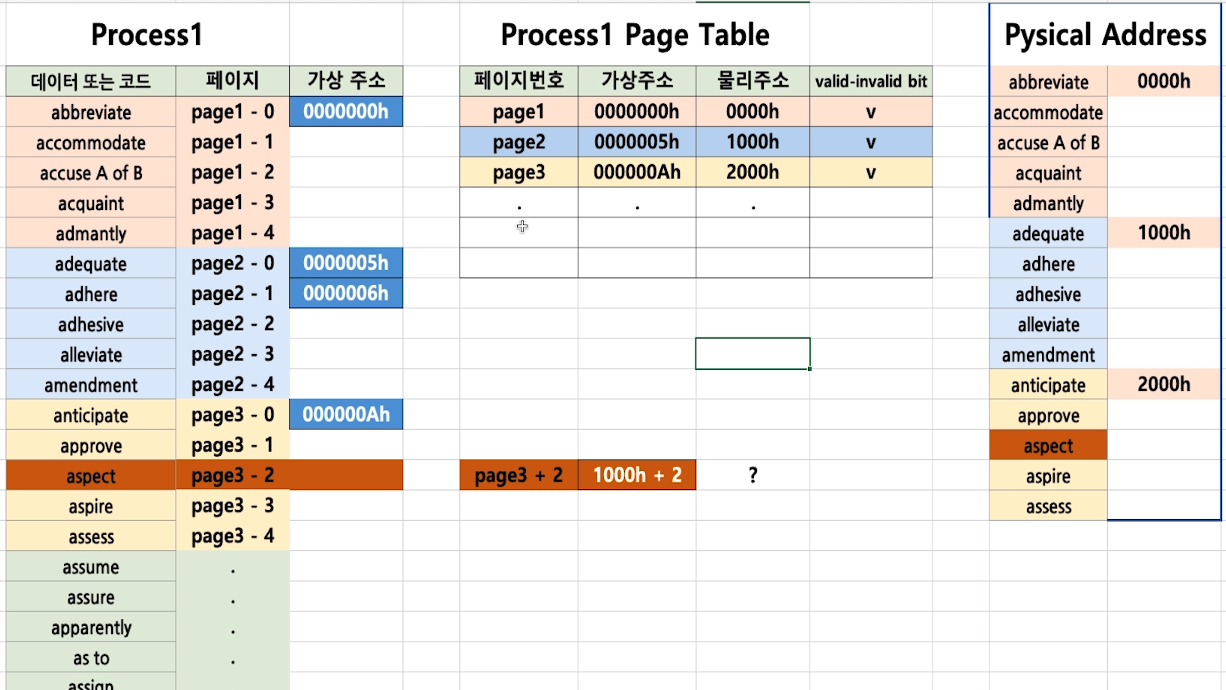 Process1 Process1 Page Table Pysical Address
데이터 또는 코드 페이지 가상 주소 페이지번호 가상주소 물리주소 valid-invalid bit abbreviate 0000h
abbreviate page1 - 0 0000000h page1 0000000h 0000h v accommodate
accommodate page1 - 1 page2 0000005h 1000h v accuse A of B
accuse A of B page1 - 2 page3 000000Ah 2000h v acquaint
acquaint page1 - 3 . . . admantly
admantly page1 - 4 adequate 1000h
adequate page2 - 0 0000005h adhere
adhere page2 - 1 0000006h adhesive
adhesive page2 - 2 alleviate
alleviate page2 - 3 amendment
amendment page2 - 4 anticipate 2000h
anticipate page3 - 0 000000Ah approve
approve page3 - 1 aspect
aspect page3 - 2 page3 + 2 1000h + 2 ? aspire
aspire page3 - 3 assess
assess page3 - 4
assume .
assure .
apparently .
as to .
assign